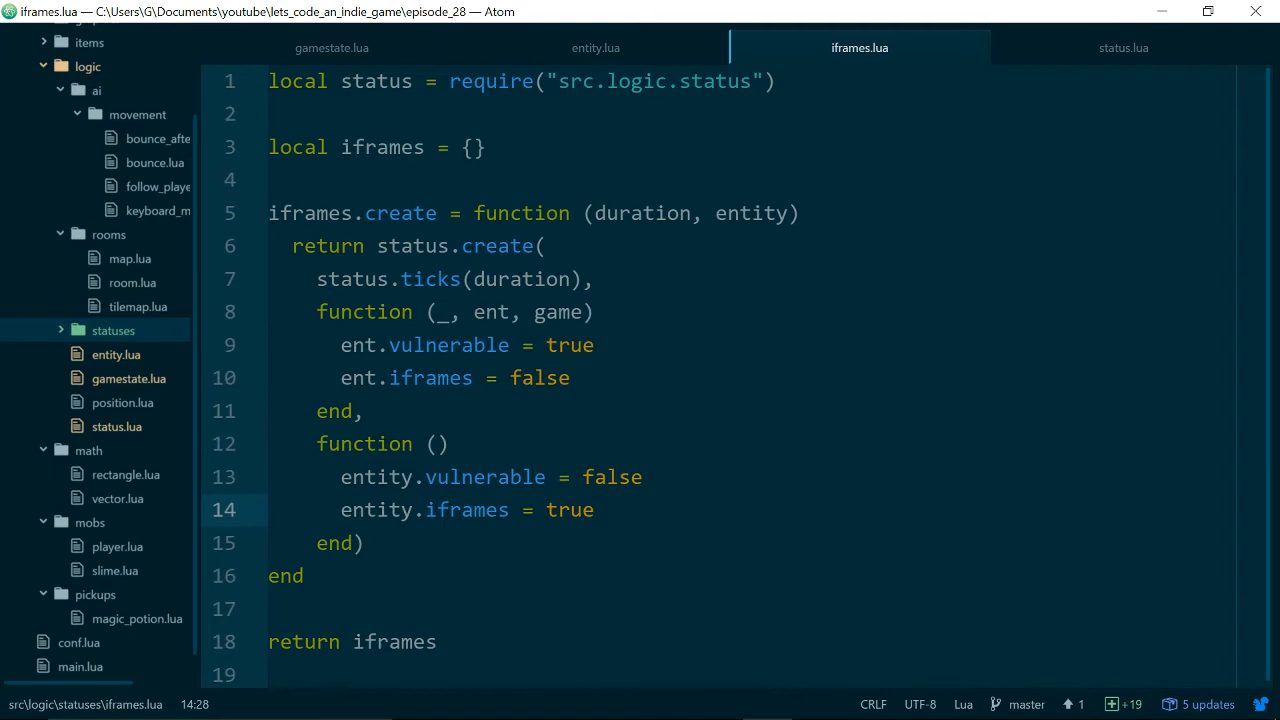 iframes.lua — C:\Users\G\Documents\youtube\lets_code_an_indie_game\episode_28 — Atom
gamestate.lua
entity.lua
iframes.lua
status.lua
items
logic
ai
movement
bounce_afte
bounce.lua
follow_playe
keyboard_m
rooms
map.lua
room.lua
tilemap.lua
statuses
entity.lua
gamestate.lua
position.lua
status.lua
math
rectangle.lua
vector.lua
mobs
player.lua
slime.lua
pickups
magic_potion.lua
conf.lua
main.lua
1 local status = require("src.logic.status")
2
3 local iframes = {}
4
5 iframes.create = function (duration, entity)
6 return status.create(
7 status.ticks(duration),
8 function (_, ent, game)
9 ent.vulnerable = true
10 ent.iframes = false
11 end,
12 function ()
13 entity.vulnerable = false
14 entity.iframes = true
15 end)
16 end
17
18 return iframes
19
src\logic\statuses\iframes.lua 14:28 CRLF UTF-8 Lua master 1 +19 5 updates